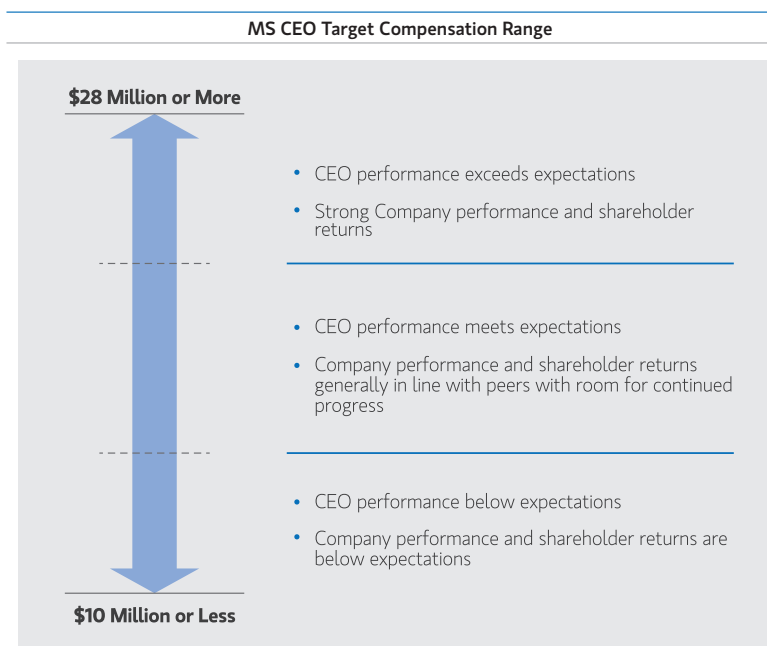 MS CEO Target Compensation Range
$28 Million or More
• CEO performance exceeds expectations
• Strong Company performance and shareholder
returns
• CEO performance meets expectations
• Company performance and shareholder returns
generally in line with peers with room for continued
progress
• CEO performance below expectations
• Company performance and shareholder returns are
below expectations
$10 Million or Less